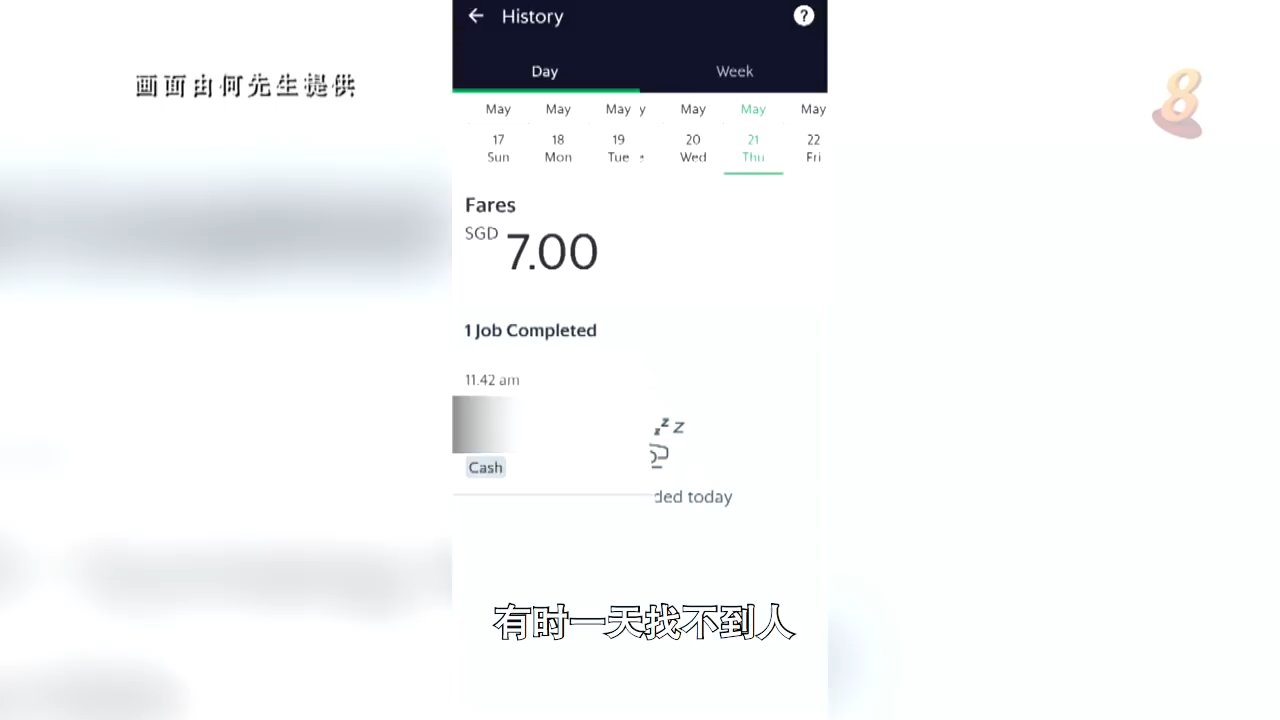 History
?
画面由何先生提供
8
Day Week
May May May y May May May
17 18 19 20 21 22
Sun Mon Tue Wed Thu Fri
Fares
SGD 7.00
1 Job Completed
11.42 am
z z Z
Cash
ded today
有时一天找不到人